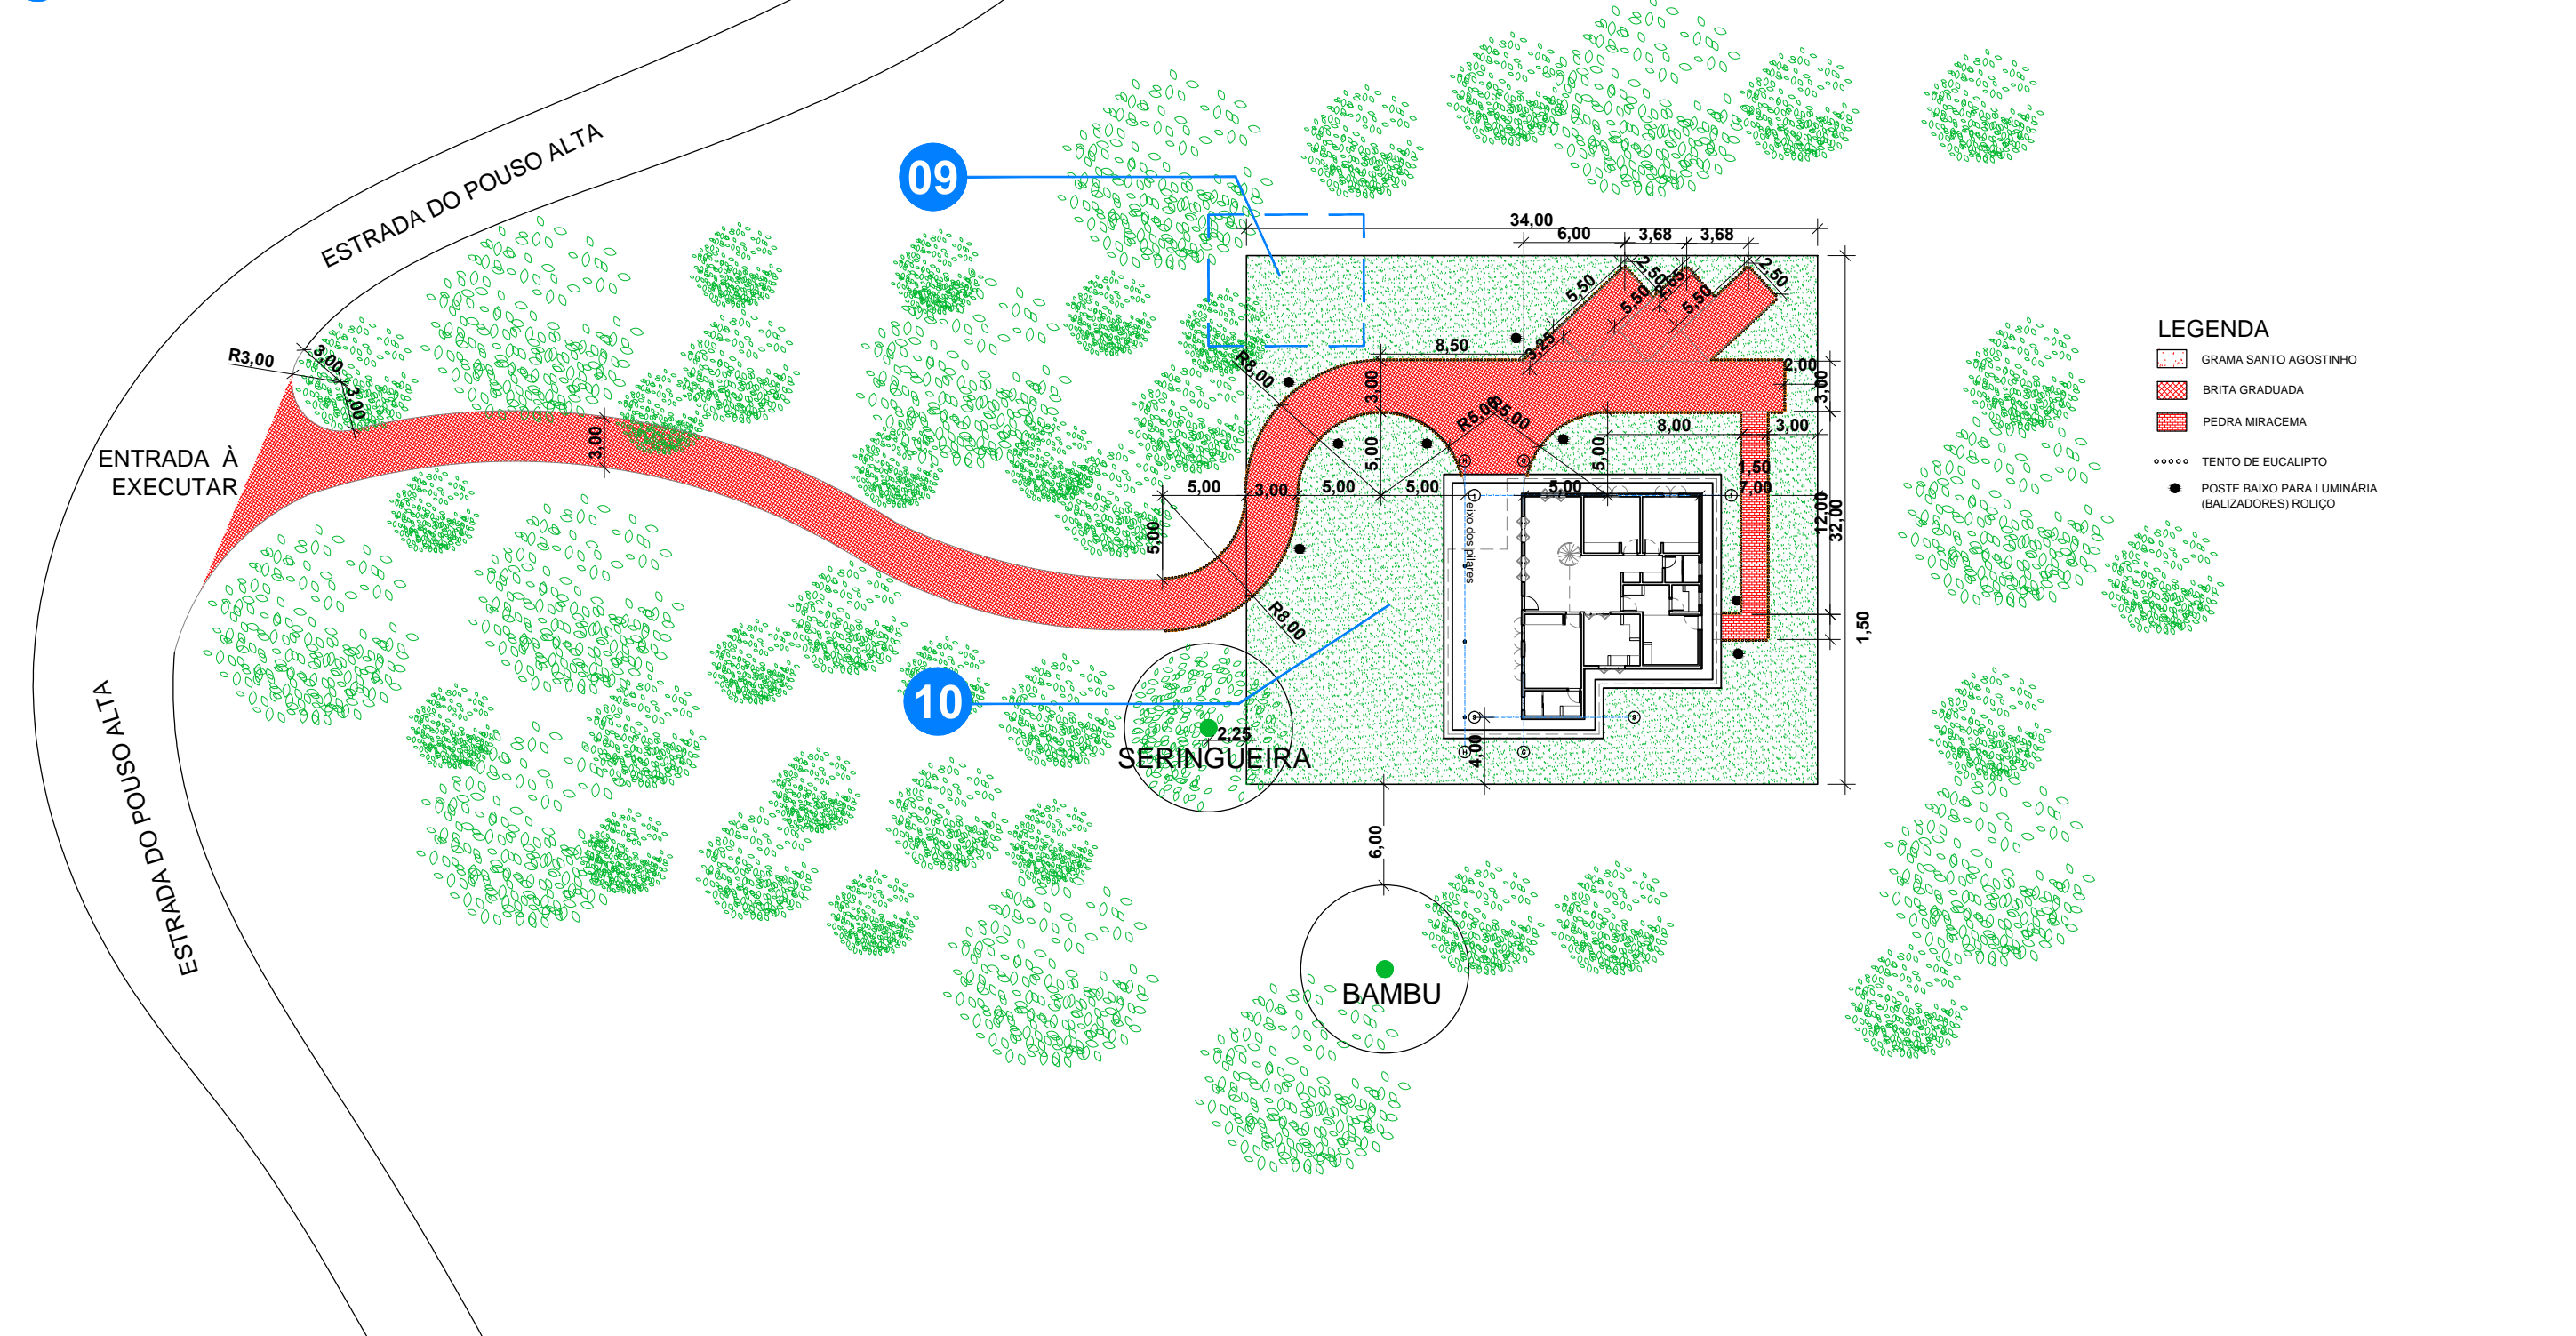 ESTRADA DO POUSO ALTA
09
34,00
6,00
3,68
3,68
5,50
2,50
2,65
2,50
5,50
5,50
3,25
8,50
2,00
3,00
R8,00
3,00
R5,00
R5,00
8,00
3,00
5,00
5,00
1,50
7,00
5,00
3,00
5,00
5,00
5,00
12,00
32,00
5,00
eixo dos pilares
R8,00
1,50
R3,00
3,00
3,00
3,00
ENTRADA À
EXECUTAR
ESTRADA DO POUSO ALTA
10
2,25
SERINGUEIRA
4,00
6,00
BAMBU
LEGENDA
GRAMA SANTO AGOSTINHO
BRITA GRADUADA
PEDRA MIRACEMA
TENTO DE EUCALIPTO
POSTE BAIXO PARA LUMINÁRIA
(BALIZADORES) ROLIÇO